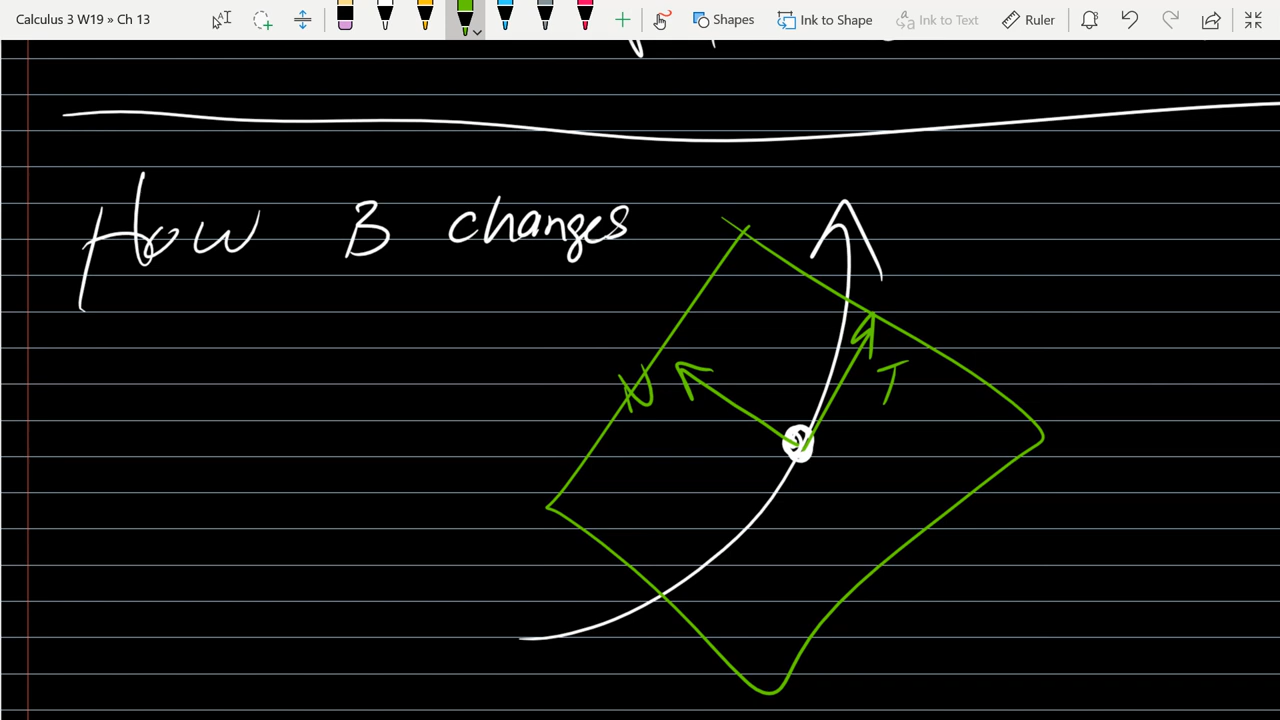 Calculus 3 W19 » Ch 13 Shapes Ink to Shape Ink to Text Ruler
How B changes
N T